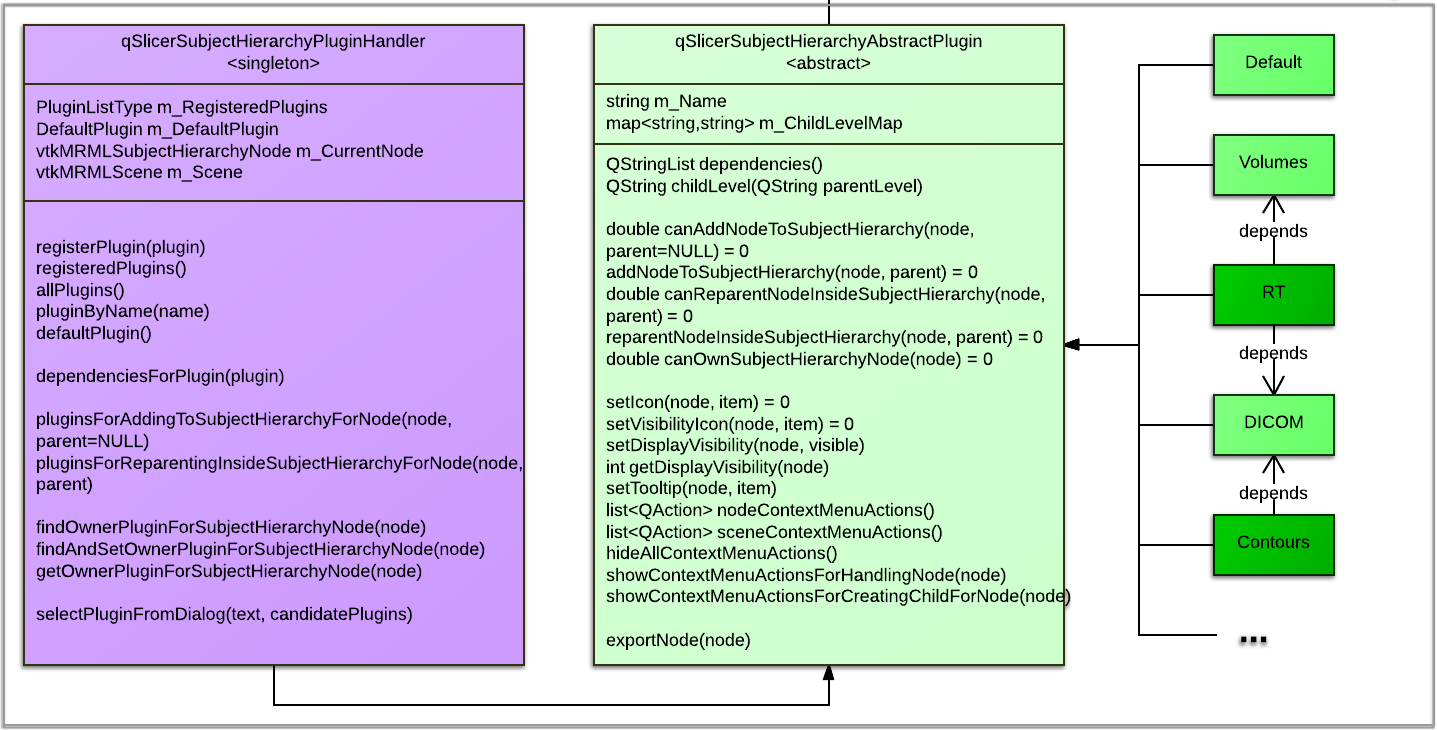 qSlicerSubjectHierarchyPluginHandler
<singleton>
PluginListType m_RegisteredPlugins
DefaultPlugin m_DefaultPlugin
vtkMRMLSubjectHierarchyNode m_CurrentNode
vtkMRMLScene m_Scene
registerPlugin(plugin)
registeredPlugins()
allPlugins()
pluginByName(name)
defaultPlugin()
dependenciesForPlugin(plugin)
pluginsForAddingToSubjectHierarchyForNode(node,
parent=NULL)
pluginsForReparentingInsideSubjectHierarchyForNode(node,
parent)
findOwnerPluginForSubjectHierarchyNode(node)
findAndSetOwnerPluginForSubjectHierarchyNode(node)
getOwnerPluginForSubjectHierarchyNode(node)
selectPluginFromDialog(text, candidatePlugins)
qSlicerSubjectHierarchyAbstractPlugin
<abstract>
string m_Name
map<string,string> m_ChildLevelMap
QStringList dependencies()
QString childLevel(QString parentLevel)
double canAddNodeToSubjectHierarchy(node,
parent=NULL) = 0
addNodeToSubjectHierarchy(node, parent) = 0
double canReparentNodeInsideSubjectHierarchy(node,
parent) = 0
reparentNodeInsideSubjectHierarchy(node, parent) = 0
double canOwnSubjectHierarchyNode(node) = 0
setIcon(node, item) = 0
setVisibilityIcon(node, item) = 0
setDisplayVisibility(node, visible)
int getDisplayVisibility(node)
setTooltip(node, item)
list<QAction> nodeContextMenuActions()
list<QAction> sceneContextMenuActions()
hideAllContextMenuActions()
showContextMenuActionsForHandlingNode(node)
showContextMenuActionsForCreatingChildForNode(node)
exportNode(node)
Default
Volumes
depends
RT
depends
DICOM
depends
Contours
...